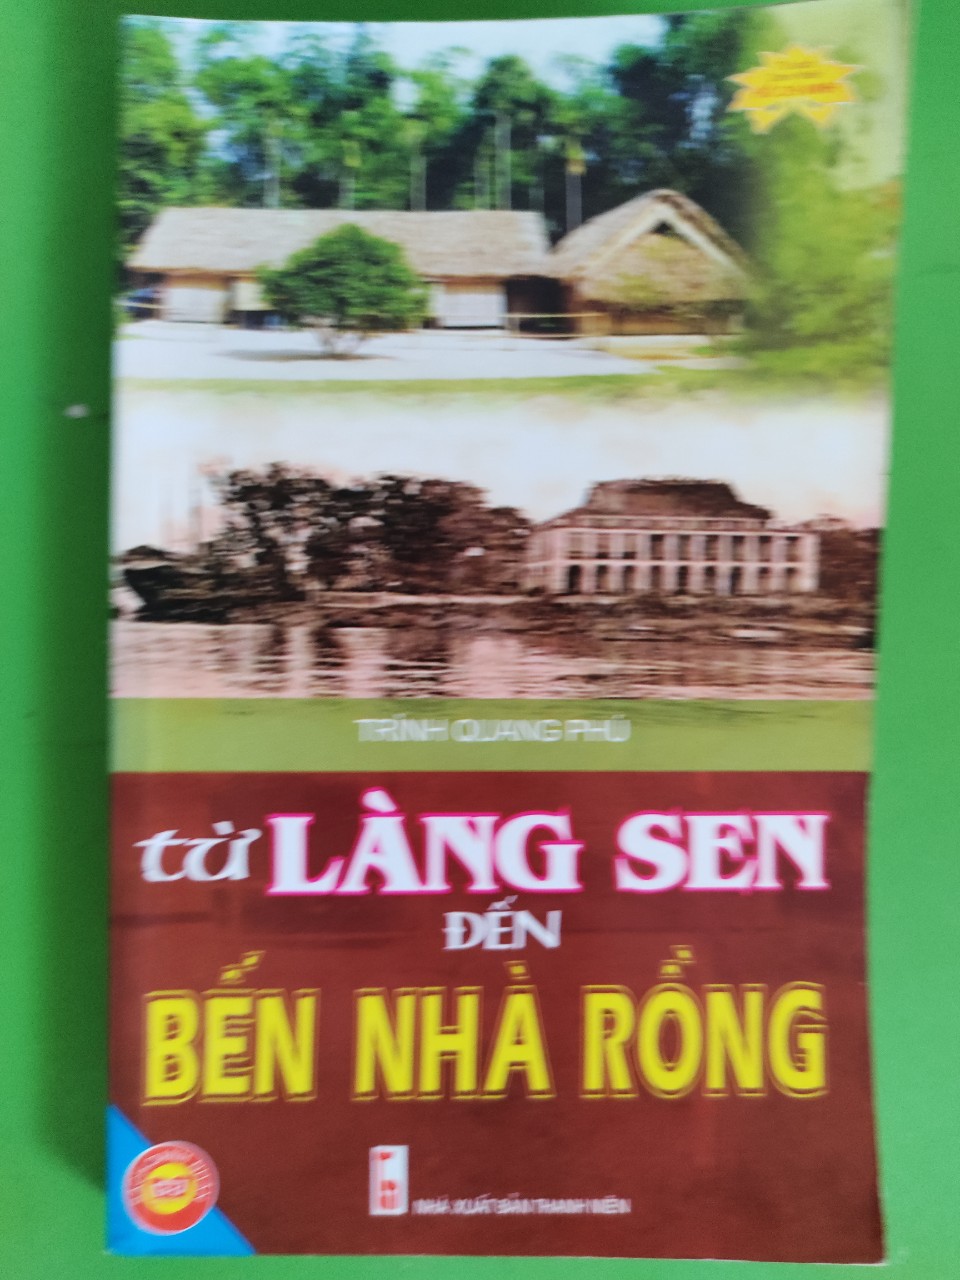 TRÌNH QUANG PHÚ
từ LÀNG SEN
ĐẾN
BẾN NHÀ RỒNG
NHÀ XUẤT BẢN THANH NIÊN